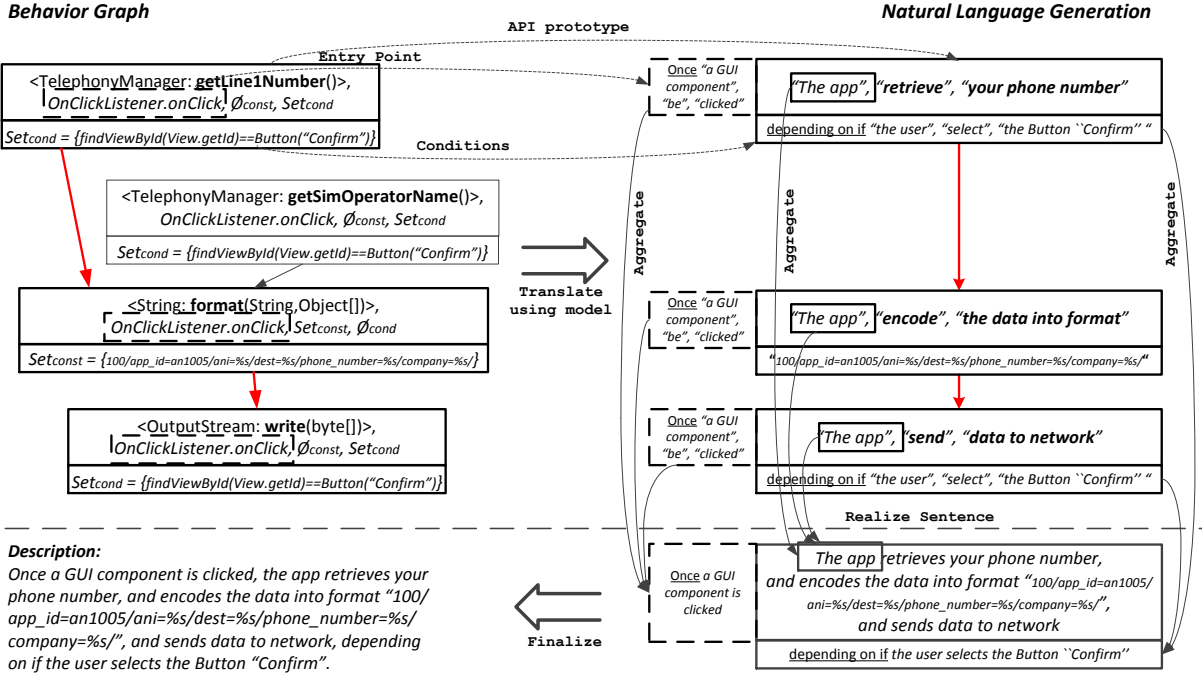 Behavior Graph
Natural Language Generation
API prototype
Entry Point
<TelephonyManager: getLine1Number()>,
OnClickListener.onClick, Øconst, Setcond
Setcond = {findViewById(View.getId)==Button(“Confirm”)}
Conditions
<TelephonyManager: getSimOperatorName()>,
OnClickListener.onClick, Øconst, Setcond
Setcond = {findViewById(View.getId)==Button(“Confirm”)}
<String: format(String,Object[])>,
OnClickListener.onClick, Setconst, Øcond
Setconst = {100/app_id=an1005/ani=%s/dest=%s/phone_number=%s/company=%s/}
<OutputStream: write(byte[])>,
OnClickListener.onClick, Øconst, Setcond
Setcond = {findViewById(View.getId)==Button(“Confirm”)}
Translate
using model
Once “a GUI
component”,
“be”, “clicked”
“The app”, “retrieve”, “your phone number”
depending on if “the user”, “select”, “the Button ``Confirm’’ “
Aggregate
Aggregate
Aggregate
Once “a GUI
component”,
“be”, “clicked”
“The app”, “encode”, “the data into format”
“100/app_id=an1005/ani=%s/dest=%s/phone_number=%s/company=%s/“
Once “a GUI
component”,
“be”, “clicked”
“The app”, “send”, “data to network”
depending on if “the user”, “select”, “the Button ``Confirm’’ “
Realize Sentence
Once a GUI
component is
clicked
The app retrieves your phone number,
and encodes the data into format “100/app_id=an1005/
ani=%s/dest=%s/phone_number=%s/company=%s/”,
and sends data to network
depending on if the user selects the Button ``Confirm’’
Finalize
Description:
Once a GUI component is clicked, the app retrieves your
phone number, and encodes the data into format “100/
app_id=an1005/ani=%s/dest=%s/phone_number=%s/
company=%s/”, and sends data to network, depending
on if the user selects the Button “Confirm”.